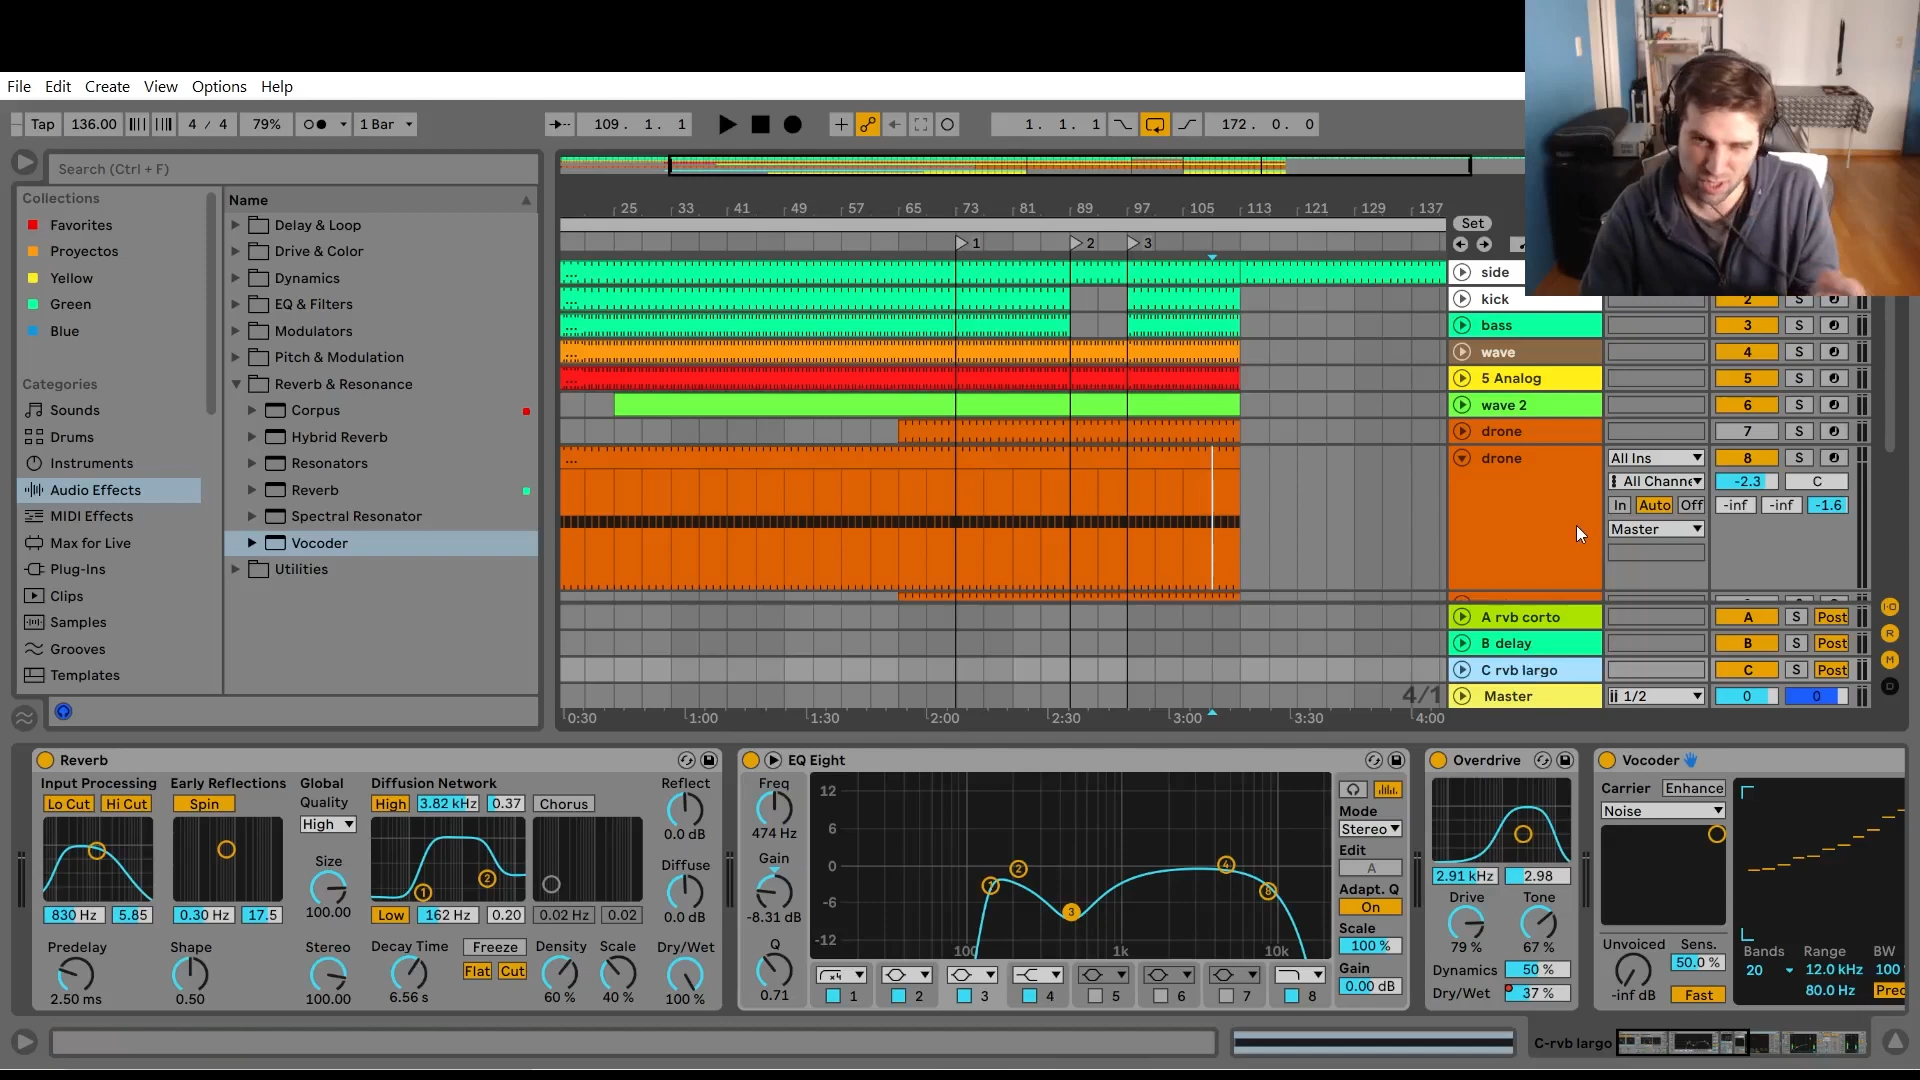 File Edit Create View Options Help
Tap 136.00 4 / 4 79% 1 Bar 109. 1. 1 1. 1. 1 172. 0. 0
Search (Ctrl + F)
Collections
Favorites
Proyectos
Yellow
Green
Blue
Categories
Sounds
Drums
Instruments
Audio Effects
MIDI Effects
Max for Live
Plug-Ins
Clips
Samples
Grooves
Templates
Name
Delay & Loop
Drive & Color
Dynamics
EQ & Filters
Modulators
Pitch & Modulation
Reverb & Resonance
Corpus
Hybrid Reverb
Resonators
Reverb
Spectral Resonator
Vocoder
Utilities
25 33 41 49 57 65 73 81 89 97 105 113 121 129 137
Set
1 2 3
side
kick 2 S
bass 3 S
wave 4 S
5 Analog 5 S
wave 2 6 S
drone 7 S
drone All Ins 8 S
All Channe -2.3 C
In Auto Off -inf -inf -1.6
Master
A rvb corto A S Post
B delay B S Post
C rvb largo C S Post
4/1 Master 1/2 0 0
0:30 1:00 1:30 2:00 2:30 3:00 3:30 4:00
I-O
R
M
D
Reverb
Input Processing Early Reflections Global Diffusion Network Reflect
Lo Cut Hi Cut Spin Quality High 3.82 kHz 0.37 Chorus
High 0.0 dB
Size Diffuse
1 2
100.00 0.0 dB
830 Hz 5.85 0.30 Hz 17.5 Low 162 Hz 0.20 0.02 Hz 0.02
Predelay Shape Stereo Decay Time Freeze Density Scale Dry/Wet
Flat Cut
2.50 ms 0.50 100.00 6.56 s 60 % 40 % 100 %
EQ Eight
Freq
474 Hz
Gain
-8.31 dB
Q
0.71
12
6
0
-6
-12
1 2 3 4 8
100 1k 10k
x4
1 2 3 4 5 6 7 8
Mode
Stereo
Edit
A
Adapt. Q
On
Scale
100 %
Gain
0.00 dB
Overdrive
2.91 kHz 2.98
Drive Tone
79 % 67 %
Dynamics 50 %
Dry/Wet 37 %
Vocoder
Carrier Enhance
Noise
Unvoiced Sens.
50.0 %
-inf dB Fast
Bands Range BW
20 12.0 kHz 100
80.0 Hz Prec
C-rvb largo